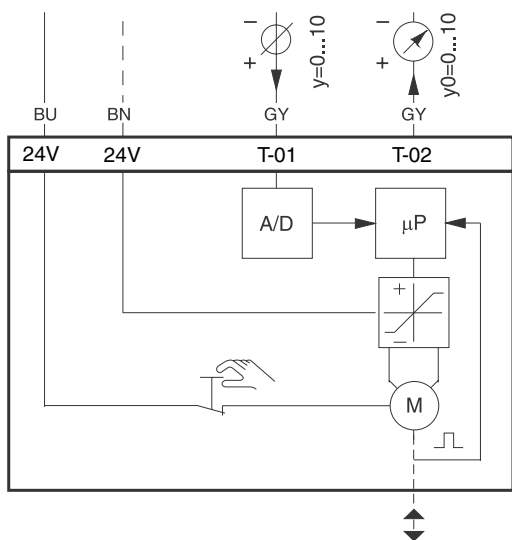 − −
+ y=0...10 + y0=0...10
BU BN GY GY
24V 24V T-01 T-02
A/D µP
+
−
M